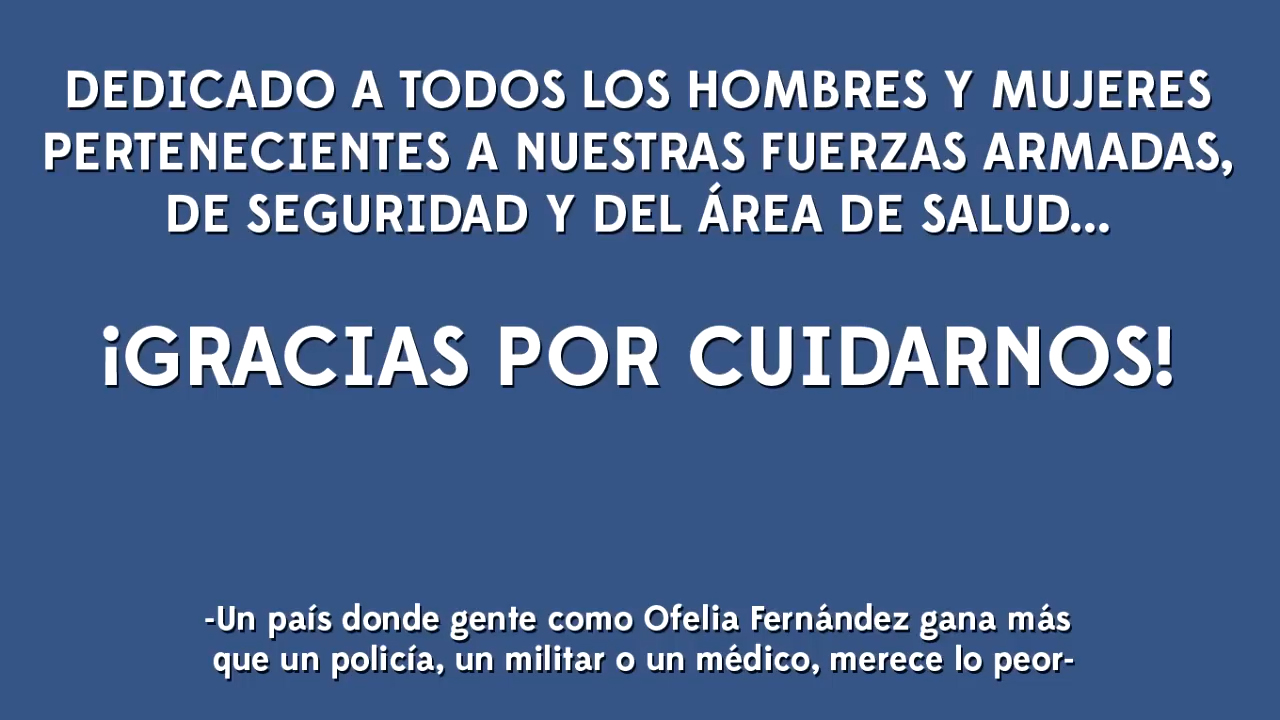 DEDICADO A TODOS LOS HOMBRES Y MUJERES
PERTENECIENTES A NUESTRAS FUERZAS ARMADAS,
DE SEGURIDAD Y DEL ÁREA DE SALUD...
¡GRACIAS POR CUIDARNOS!
-Un país donde gente como Ofelia Fernández gana más
que un policía, un militar o un médico, merece lo peor-